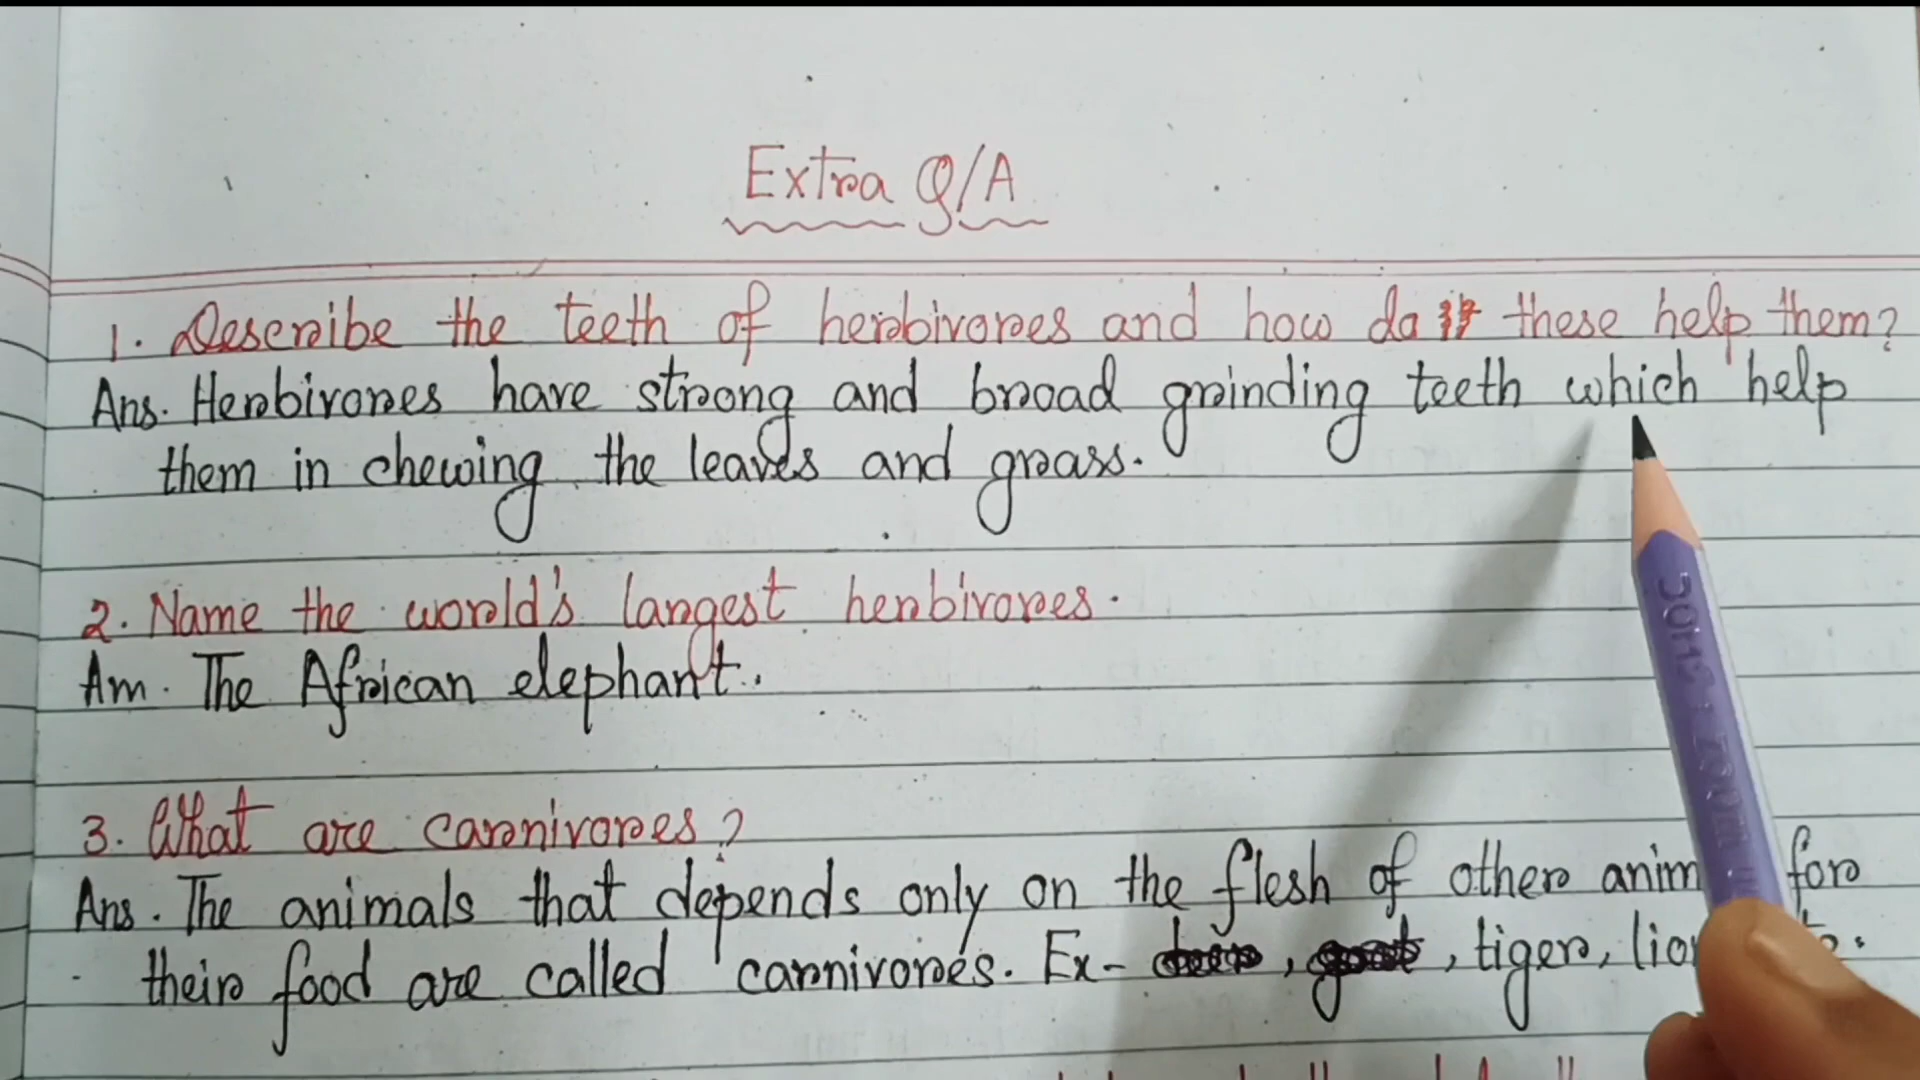 Extra Q/A
1. Describe the teeth of herbivores and how do these help them?
Ans. Herbivores have strong and broad grinding teeth which help
them in chewing the leaves and grass.
2. Name the world's largest herbivores.
Am. The African elephant.
3. What are carnivores?
Ans. The animals that depends only on the flesh of other anim for
their food are called carnivores. Ex- , , tiger, lion